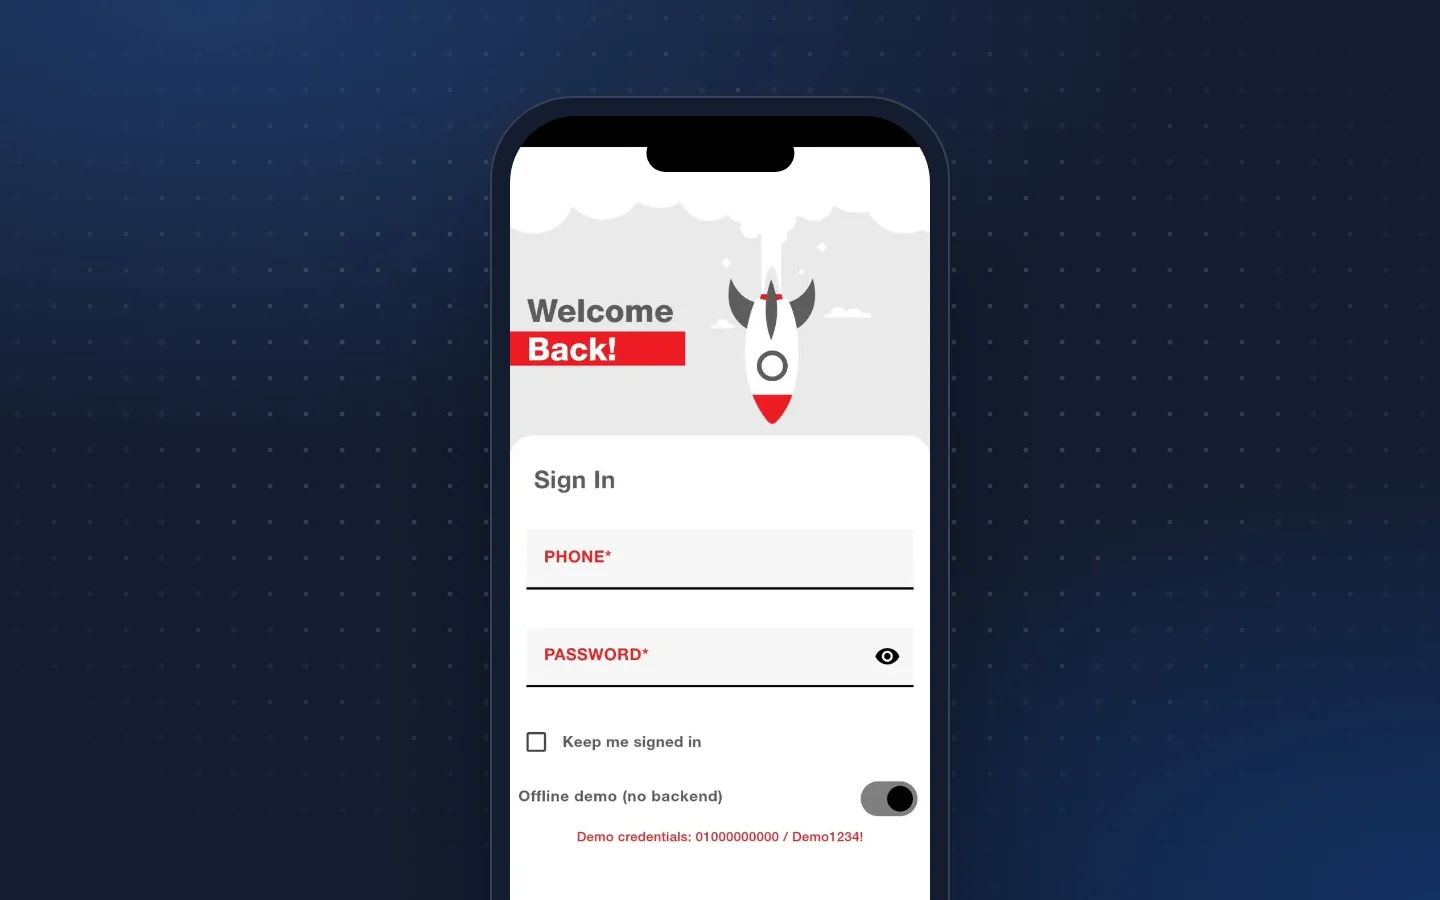 Welcome
Back!
Sign In
PHONE*
PASSWORD*
Keep me signed in
Offline demo (no backend)
Demo credentials: 01000000000 / Demo1234!